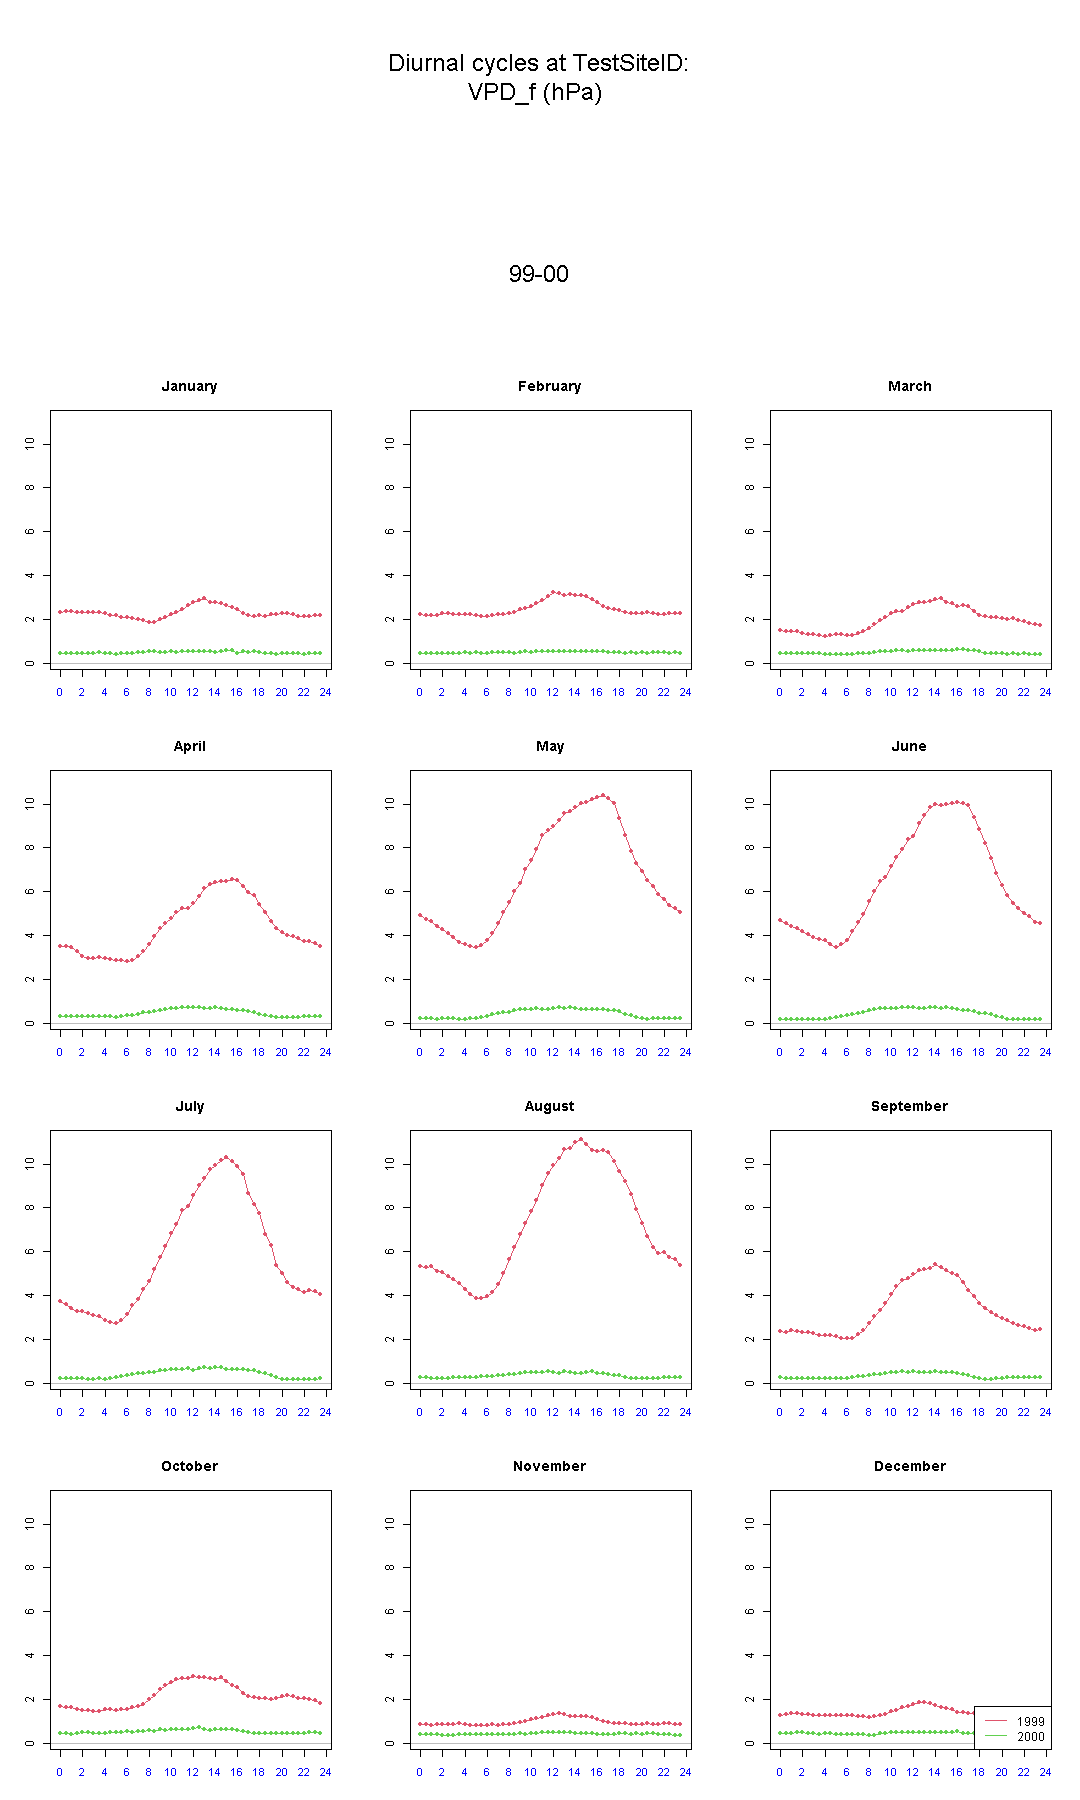 Diurnal cycles at TestSiteID:
VPD_f (hPa)
99-00
January February March
10 10 10
8 8 8
6 6 6
4 4 4
2 2 2
0 0 0
0 2 4 6 8 10 12 14 16 18 20 22 24 0 2 4 6 8 10 12 14 16 18 20 22 24 0 2 4 6 8 10 12 14 16 18 20 22 24
April May June
10 10 10
8 8 8
6 6 6
4 4 4
2 2 2
0 0 0
0 2 4 6 8 10 12 14 16 18 20 22 24 0 2 4 6 8 10 12 14 16 18 20 22 24 0 2 4 6 8 10 12 14 16 18 20 22 24
July August September
10 10 10
8 8 8
6 6 6
4 4 4
2 2 2
0 0 0
0 2 4 6 8 10 12 14 16 18 20 22 24 0 2 4 6 8 10 12 14 16 18 20 22 24 0 2 4 6 8 10 12 14 16 18 20 22 24
October November December
10 10 10
8 8 8
6 6 6
4 4 4
2 2 2
0 0 0
1999
2000
0 2 4 6 8 10 12 14 16 18 20 22 24 0 2 4 6 8 10 12 14 16 18 20 22 24 0 2 4 6 8 10 12 14 16 18 20 22 24